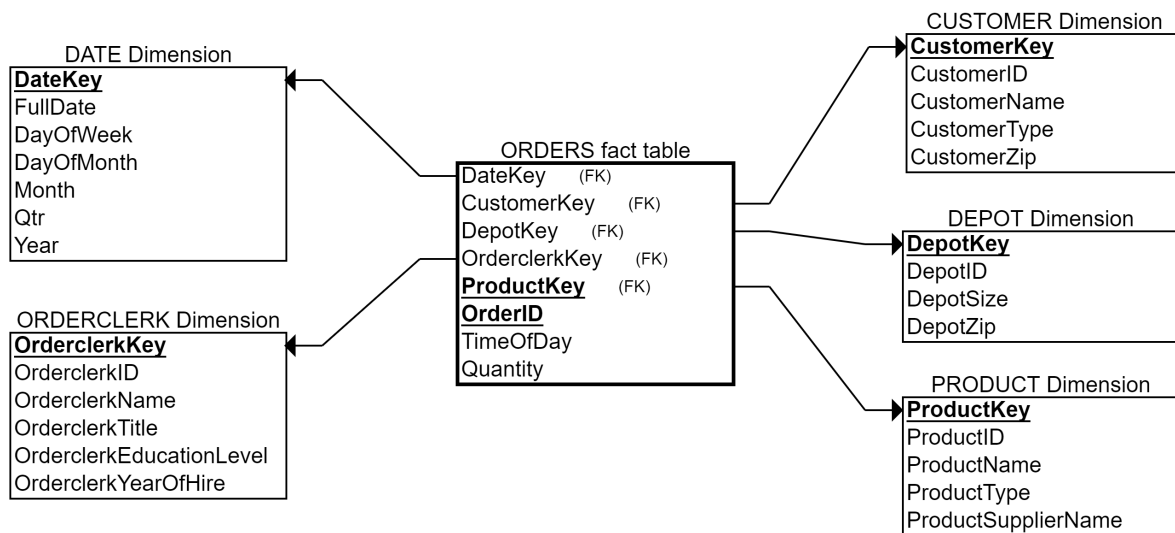 DATE Dimension
DateKey
FullDate
DayOfWeek
DayOfMonth
Month
Qtr
Year
ORDERCLERK Dimension
OrderclerkKey
OrderclerkID
OrderclerkName
OrderclerkTitle
OrderclerkEducationLevel
OrderclerkYearOfHire
ORDERS fact table
DateKey (FK)
CustomerKey (FK)
DepotKey (FK)
OrderclerkKey (FK)
ProductKey (FK)
OrderID
TimeOfDay
Quantity
CUSTOMER Dimension
CustomerKey
CustomerID
CustomerName
CustomerType
CustomerZip
DEPOT Dimension
DepotKey
DepotID
DepotSize
DepotZip
PRODUCT Dimension
ProductKey
ProductID
ProductName
ProductType
ProductSupplierName